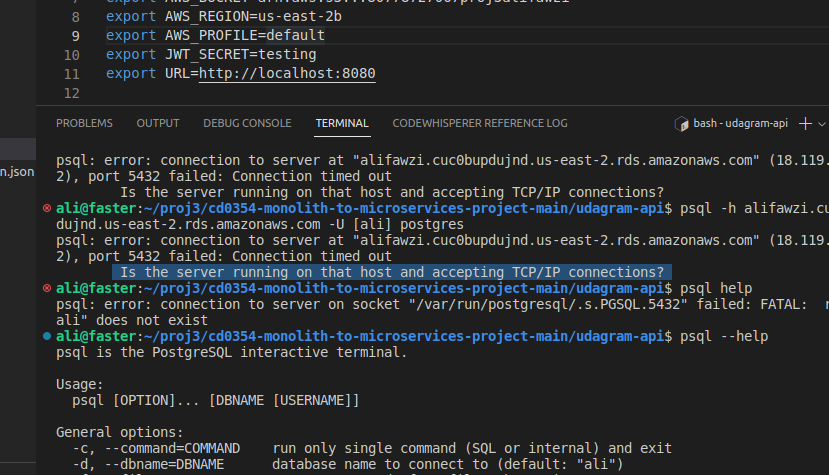 8 export AWS_REGION=us-east-2b
9 export AWS_PROFILE=default
10 export JWT_SECRET=testing
11 export URL=http://localhost:8080
12
PROBLEMS OUTPUT DEBUG CONSOLE TERMINAL CODEWHISPERER REFERENCE LOG bash - udagram-api
n.json
psql: error: connection to server at "alifawzi.cuc0bupdujnd.us-east-2.rds.amazonaws.com" (18.119.
2), port 5432 failed: Connection timed out
Is the server running on that host and accepting TCP/IP connections?
ali@faster:~/proj3/cd0354-monolith-to-microservices-project-main/udagram-api$ psql -h alifawzi.cu
dujnd.us-east-2.rds.amazonaws.com -U [ali] postgres
psql: error: connection to server at "alifawzi.cuc0bupdujnd.us-east-2.rds.amazonaws.com" (18.119.
2), port 5432 failed: Connection timed out
Is the server running on that host and accepting TCP/IP connections?
ali@faster:~/proj3/cd0354-monolith-to-microservices-project-main/udagram-api$ psql help
psql: error: connection to server on socket "/var/run/postgresql/.s.PGSQL.5432" failed: FATAL: r
ali" does not exist
ali@faster:~/proj3/cd0354-monolith-to-microservices-project-main/udagram-api$ psql --help
psql is the PostgreSQL interactive terminal.
Usage:
psql [OPTION]... [DBNAME [USERNAME]]
General options:
-c, --command=COMMAND run only single command (SQL or internal) and exit
-d, --dbname=DBNAME database name to connect to (default: "ali")